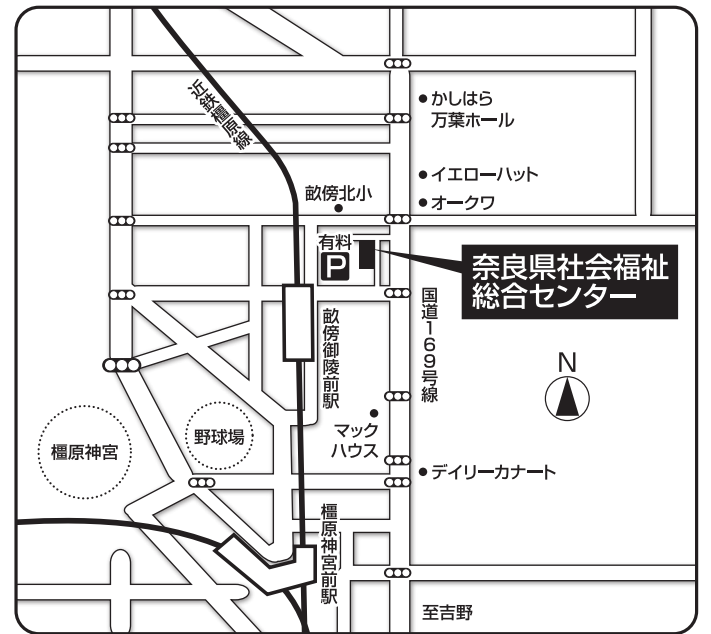 近鉄橿原線
かしはら
万葉ホール
イエローハット
畝傍北小
オークワ
有料
P
奈良県社会福祉
総合センター
国道169号線
畝傍御陵前駅
N
マック
ハウス
野球場
橿原神宮
デイリーカナート
橿原神宮前駅
至吉野